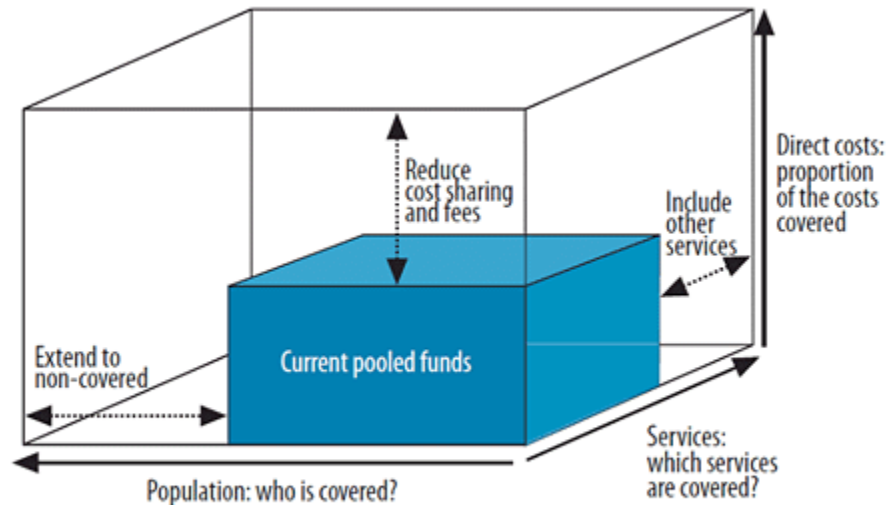 Reduce
cost sharing
and fees
Direct costs:
proportion
of the costs
covered
Include
other
services
Extend to
non-covered
Current pooled funds
Services:
which services
are covered?
Population: who is covered?